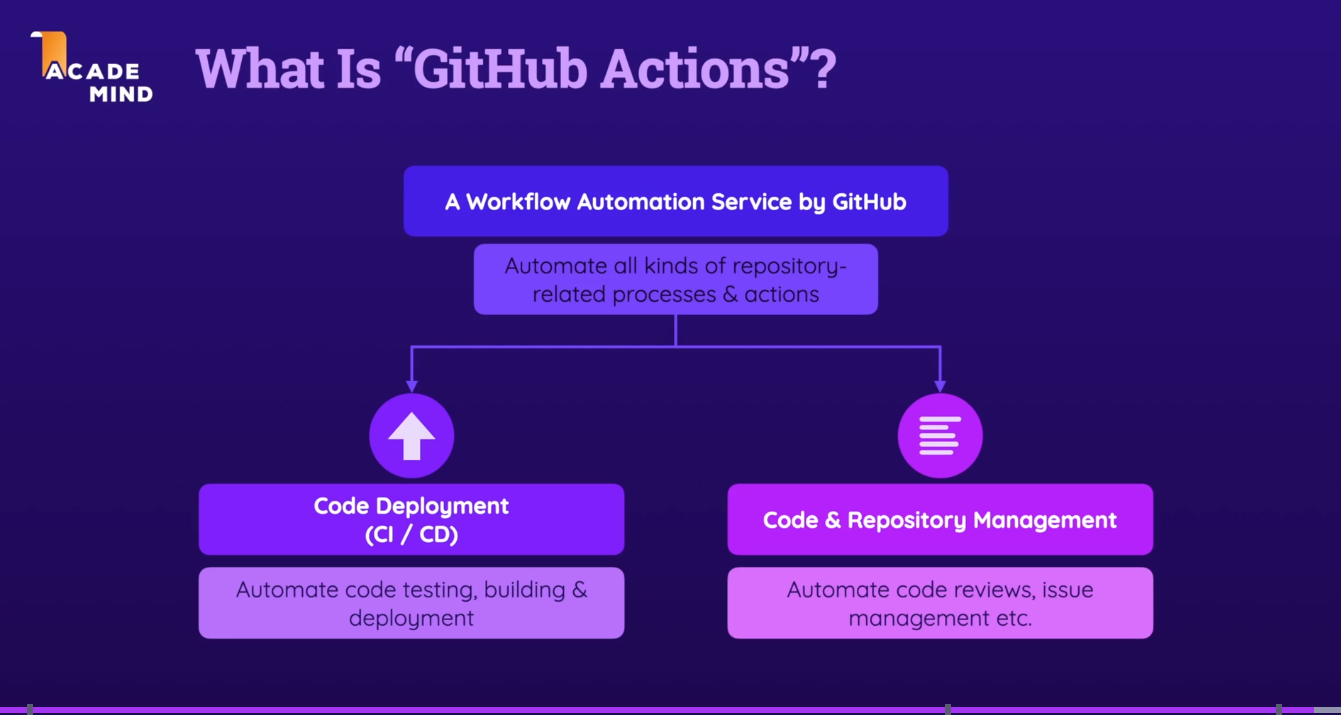 ACADE
MIND
What Is “GitHub Actions”?
A Workflow Automation Service by GitHub
Automate all kinds of repository-
related processes & actions
Code Deployment
(CI / CD)
Automate code testing, building &
deployment
Code & Repository Management
Automate code reviews, issue
management etc.